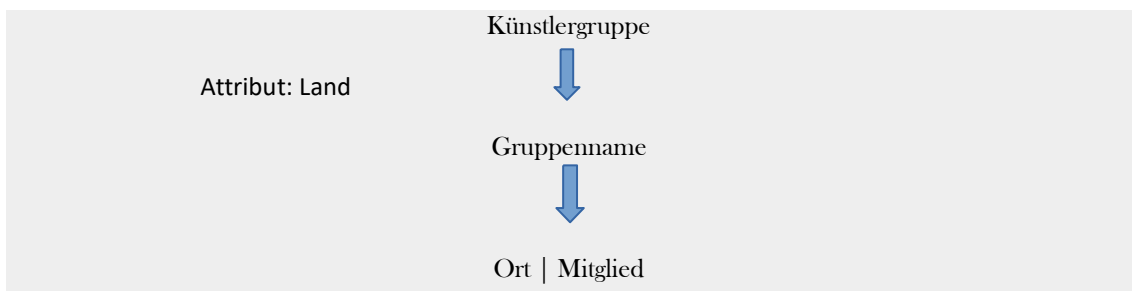 Künstlergruppe
Attribut: Land
Gruppenname
Ort | Mitglied